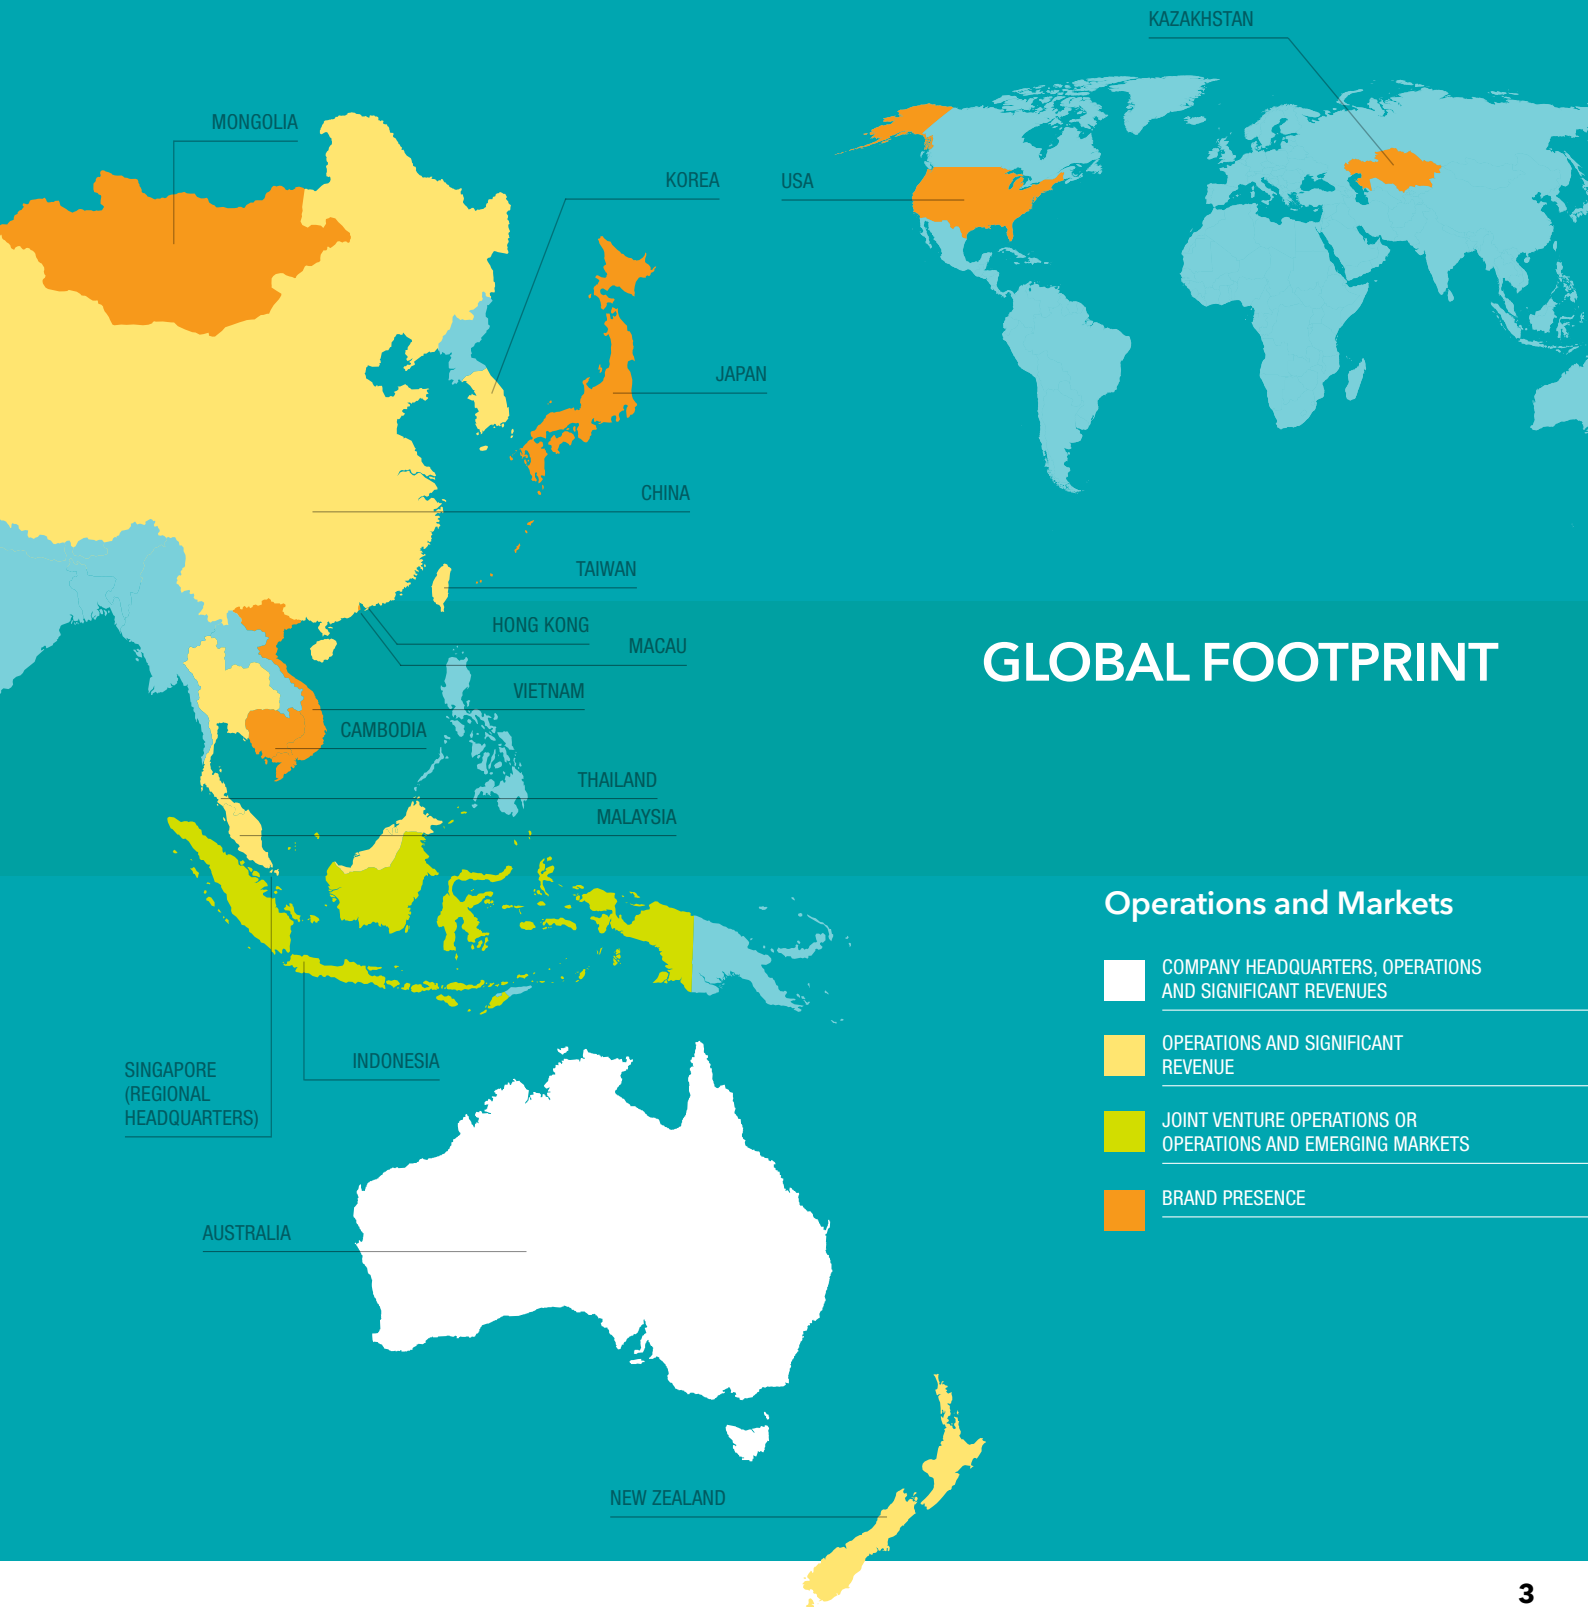 KAZAKHSTAN
MONGOLIA
KOREA
USA
JAPAN
CHINA
TAIWAN
HONG KONG
MACAU
VIETNAM
CAMBODIA
THAILAND
MALAYSIA
SINGAPORE
(REGIONAL
HEADQUARTERS)
INDONESIA
AUSTRALIA
NEW ZEALAND
GLOBAL FOOTPRINT
Operations and Markets
COMPANY HEADQUARTERS, OPERATIONS
AND SIGNIFICANT REVENUES
OPERATIONS AND SIGNIFICANT
REVENUE
JOINT VENTURE OPERATIONS OR
OPERATIONS AND EMERGING MARKETS
BRAND PRESENCE
3